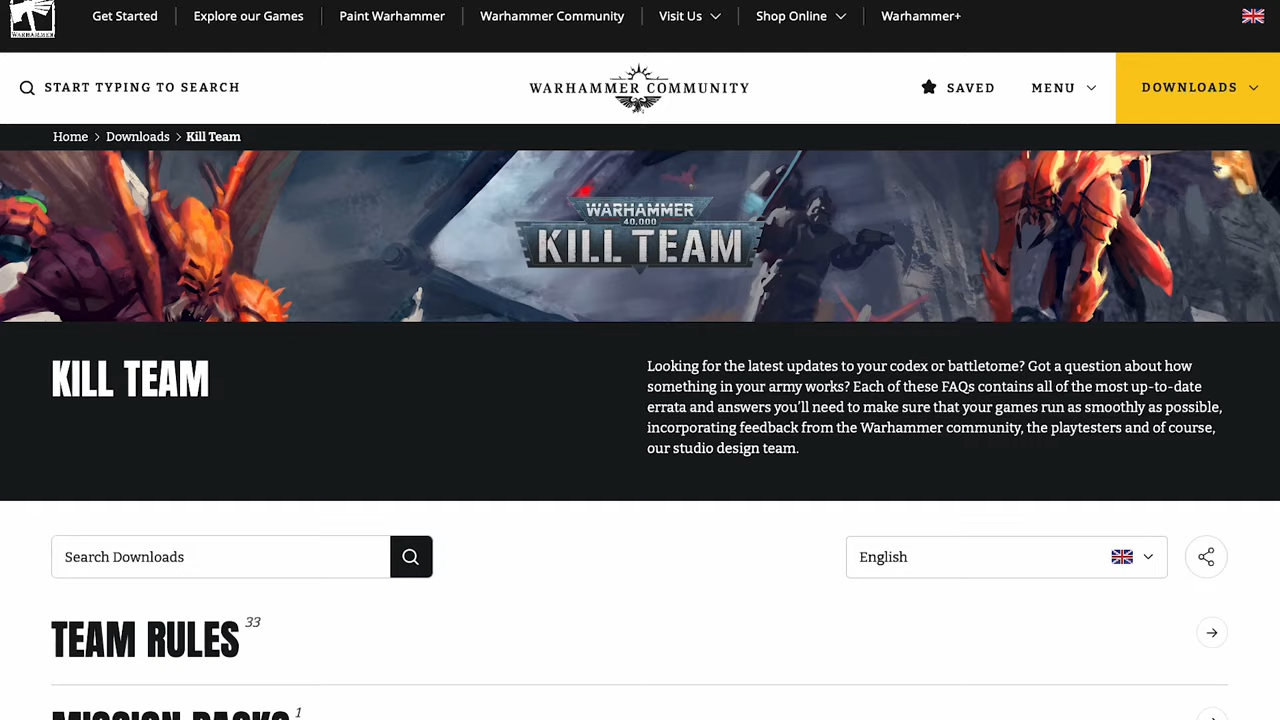 WARHAMMER
Get Started
Explore our Games
Paint Warhammer
Warhammer Community
Visit Us
Shop Online
Warhammer+
START TYPING TO SEARCH
WARHAMMER COMMUNITY
SAVED
MENU
DOWNLOADS
Home > Downloads > Kill Team
WARHAMMER
40,000
KILL TEAM
KILL TEAM
Looking for the latest updates to your codex or battletome? Got a question about how
something in your army works? Each of these FAQs contains all of the most up-to-date
errata and answers you’ll need to make sure that your games run as smoothly as possible,
incorporating feedback from the Warhammer community, the playtesters and of course,
our studio design team.
Search Downloads
English
TEAM RULES 33
MISSION PACKS 1